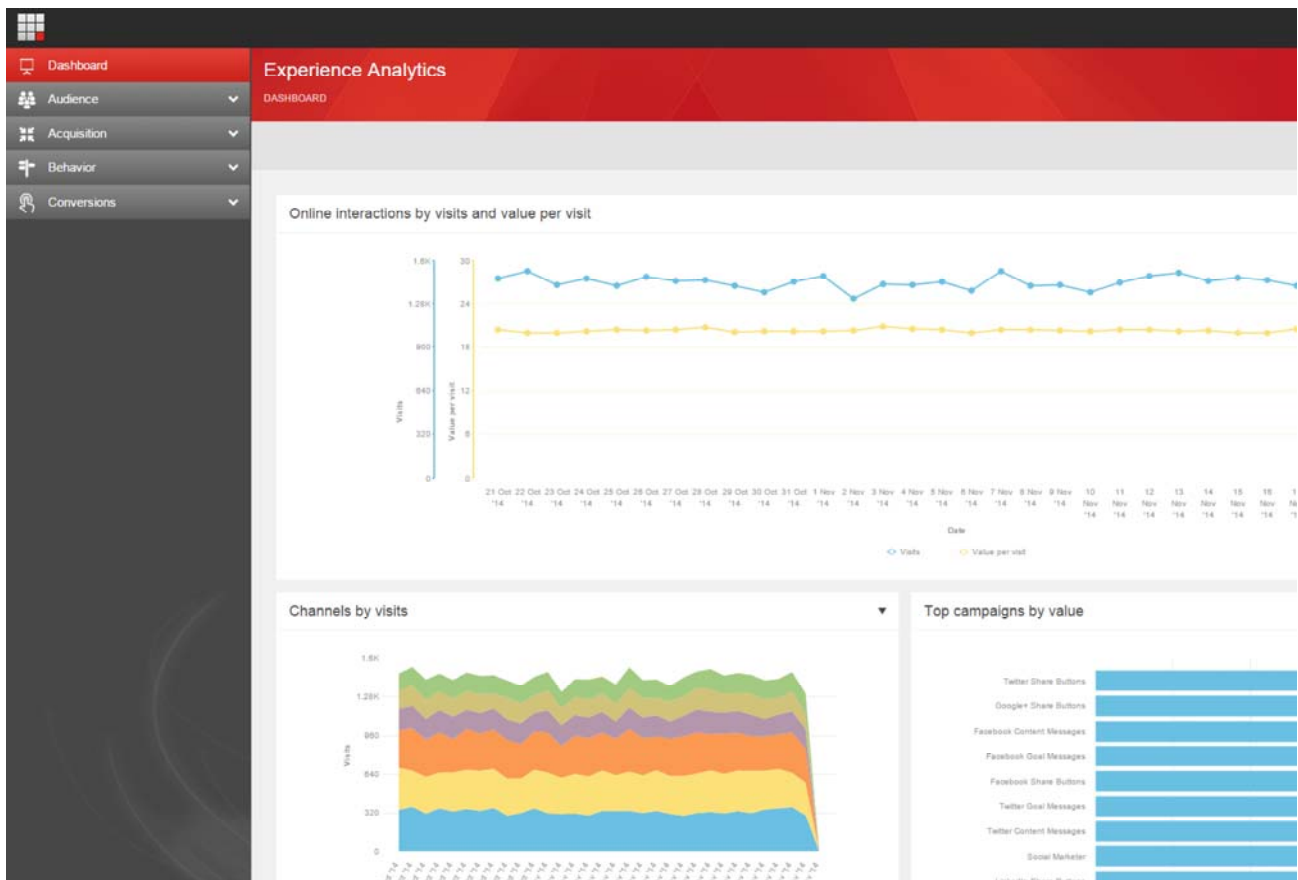 Dashboard
Audience
Acquisition
Behavior
Conversions
Experience Analytics
DASHBOARD
Online interactions by visits and value per visit
1.6K
1.28K
960
640
320
0
Visits
30
24
18
12
6
0
Value per visit
21 Oct 22 Oct 23 Oct 24 Oct 25 Oct 26 Oct 27 Oct 28 Oct 29 Oct 30 Oct 31 Oct 1 Nov 2 Nov 3 Nov 4 Nov 5 Nov 6 Nov 7 Nov 8 Nov 9 Nov 10 11 12 13 14 15 16
'14 '14 '14 '14 '14 '14 '14 '14 '14 '14 '14 '14 '14 '14 '14 '14 '14 '14 '14 '14 Nov Nov Nov Nov Nov Nov Nov
'14 '14 '14 '14 '14 '14 '14
Date
Visits Value per visit
Channels by visits
1.6K
1.28K
960
640
320
0
Visits
Top campaigns by value
Twitter Share Buttons
Google+ Share Buttons
Facebook Content Messages
Facebook Goal Messages
Facebook Share Buttons
Twitter Goal Messages
Twitter Content Messages
Social Marketer